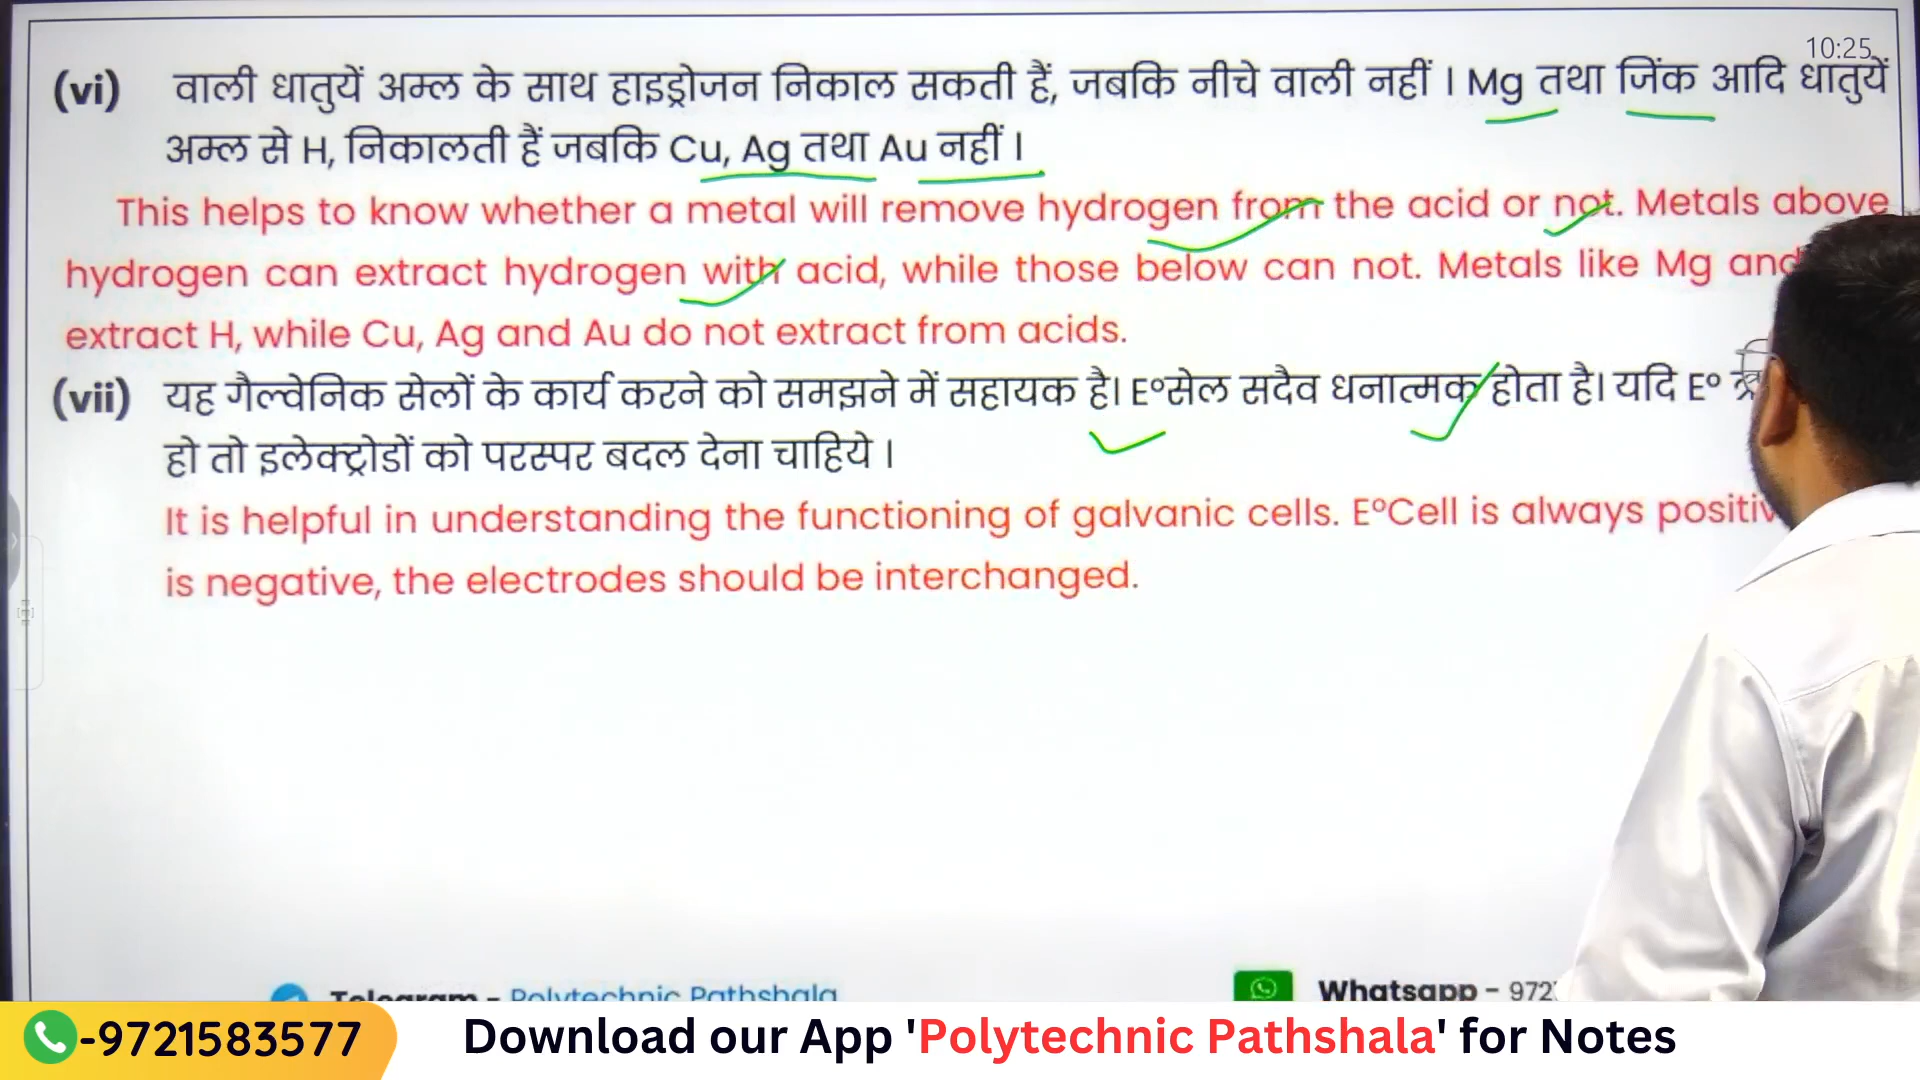 10:25
(vi) वाली धातुयें अम्ल के साथ हाइड्रोजन निकाल सकती हैं, जबकि नीचे वाली नहीं । Mg तथा जिंक आदि धातुयें
अम्ल से H, निकालती हैं जबकि Cu, Ag तथा Au नहीं ।
This helps to know whether a metal will remove hydrogen from the acid or not. Metals above
hydrogen can extract hydrogen with acid, while those below can not. Metals like Mg and
extract H, while Cu, Ag and Au do not extract from acids.
(vii) यह गैल्वेनिक सेलों के कार्य करने को समझने में सहायक है। E°सेल सदैव धनात्मक होता है। यदि E°
हो तो इलेक्ट्रोडों को परस्पर बदल देना चाहिये ।
It is helpful in understanding the functioning of galvanic cells. E°Cell is always
is negative, the electrodes should be interchanged.
Telegram - Polytechnic Pathshala
Whatsapp - 972
-9721583577
Download our App 'Polytechnic Pathshala' for Notes